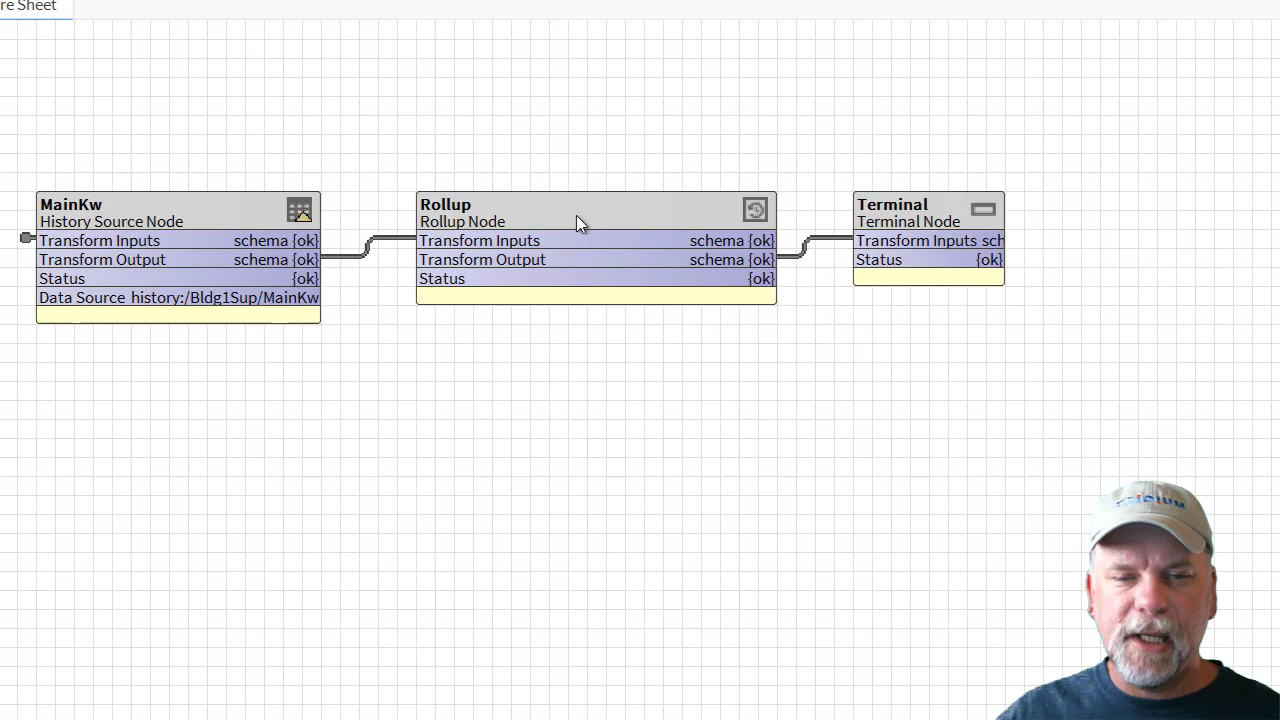 re Sheet
MainKw
History Source Node
Transform Inputs schema {ok}
Transform Output schema {ok}
Status {ok}
Data Source history:/Bldg1Sup/MainKw
Rollup
Rollup Node
Transform Inputs schema {ok}
Transform Output schema {ok}
Status {ok}
Terminal
Terminal Node
Transform Inputs sch
Status {ok}